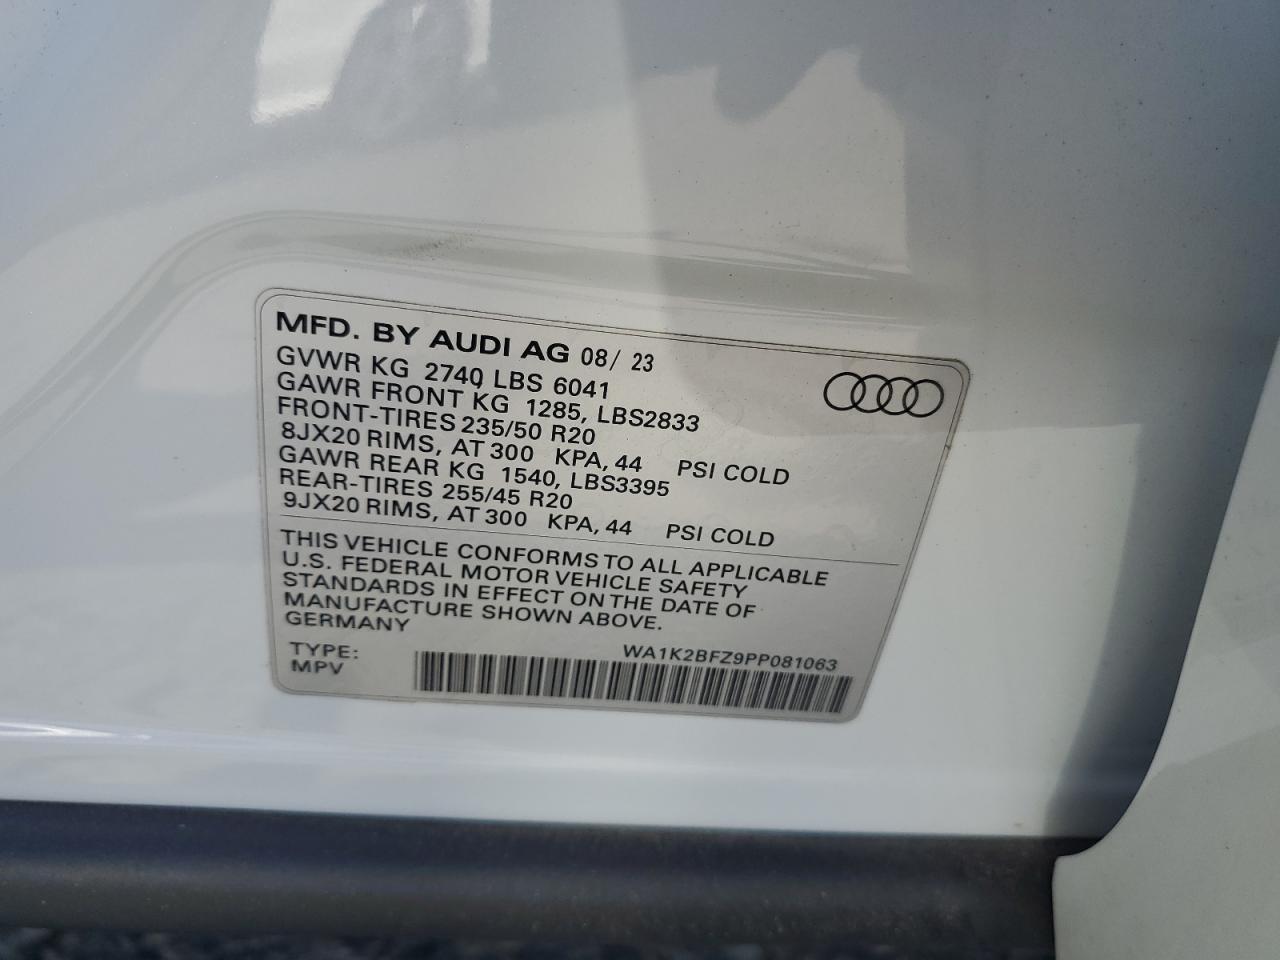 MFD. BY AUDI AG 08/ 23
GVWR KG 2740 LBS 6041
GAWR FRONT KG 1285, LBS2833
FRONT-TIRES 235/50 R20
8JX20 RIMS, AT 300 KPA, 44 PSI COLD
GAWR REAR KG 1540, LBS3395
REAR-TIRES 255/45 R20
9JX20 RIMS, AT 300 KPA, 44 PSI COLD
THIS VEHICLE CONFORMS TO ALL APPLICABLE
U.S. FEDERAL MOTOR VEHICLE SAFETY
STANDARDS IN EFFECT ON THE DATE OF
MANUFACTURE SHOWN ABOVE.
GERMANY
TYPE: WA1K2BFZ9PP081063
MPV